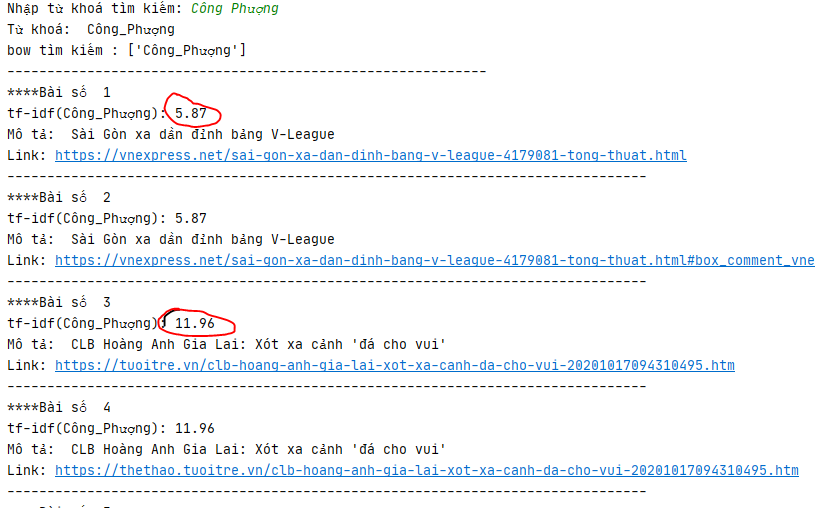 Nhập từ khoá tìm kiếm: Công Phượng
Từ khoá:  Công_Phượng
bow tìm kiếm : ['Công_Phượng']
------------------------------------------------------------
****Bài số  1
tf-idf(Công_Phượng): 5.87
Mô tả:  Sài Gòn xa dần đỉnh bảng V-League
Link: https://vnexpress.net/sai-gon-xa-dan-dinh-bang-v-league-4179081-tong-thuat.html
--------------------------------------------------------------------------------
****Bài số  2
tf-idf(Công_Phượng): 5.87
Mô tả:  Sài Gòn xa dần đỉnh bảng V-League
Link: https://vnexpress.net/sai-gon-xa-dan-dinh-bang-v-league-4179081-tong-thuat.html#box_comment_vne
--------------------------------------------------------------------------------
****Bài số  3
tf-idf(Công_Phượng): 11.96
Mô tả:  CLB Hoàng Anh Gia Lai: Xót xa cảnh 'đá cho vui'
Link: https://tuoitre.vn/clb-hoang-anh-gia-lai-xot-xa-canh-da-cho-vui-20201017094310495.htm
--------------------------------------------------------------------------------
****Bài số  4
tf-idf(Công_Phượng): 11.96
Mô tả:  CLB Hoàng Anh Gia Lai: Xót xa cảnh 'đá cho vui'
Link: https://thethao.tuoitre.vn/clb-hoang-anh-gia-lai-xot-xa-canh-da-cho-vui-20201017094310495.htm
--------------------------------------------------------------------------------